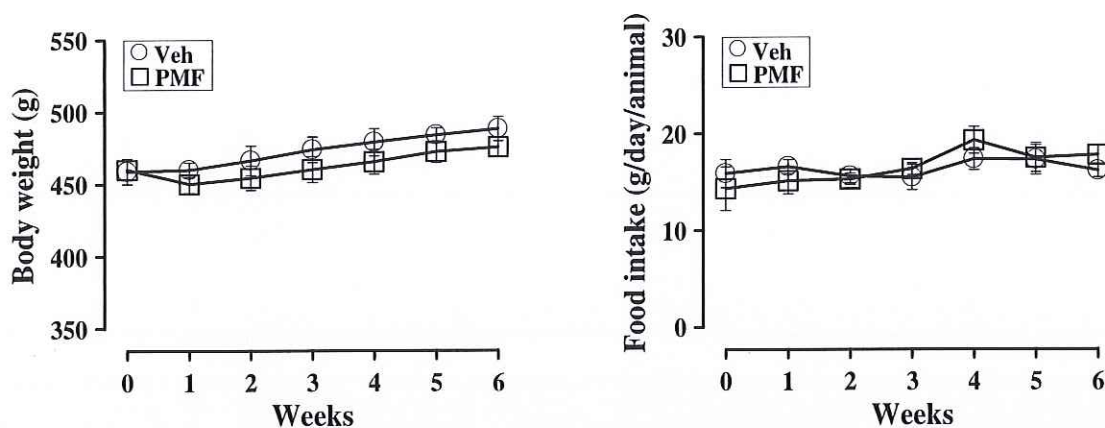 Body weight (g)
550
500
450
400
350
Veh
PMF
0 1 2 3 4 5 6
Weeks
Food intake (g/day/animal)
30
20
10
0
Veh
PMF
0 1 2 3 4 5 6
Weeks